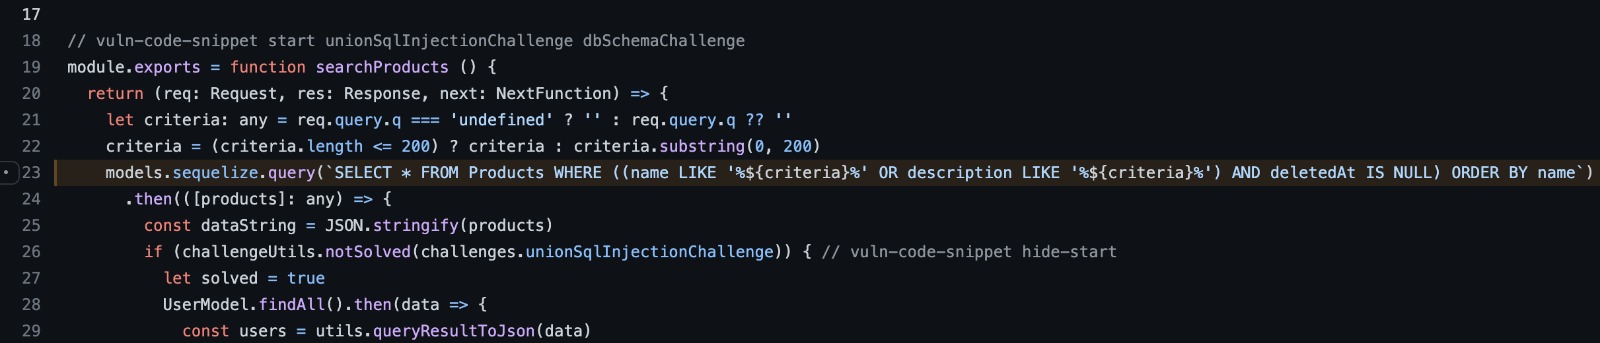 17
18 // vuln-code-snippet start unionSqlInjectionChallenge dbSchemaChallenge
19 module.exports = function searchProducts () {
20 return (req: Request, res: Response, next: NextFunction) => {
21 let criteria: any = req.query.q === 'undefined' ? '' : req.query.q ?? ''
22 criteria = (criteria.length <= 200) ? criteria : criteria.substring(0, 200)
23 models.sequelize.query(`SELECT * FROM Products WHERE ((name LIKE '%${criteria}%' OR description LIKE '%${criteria}%') AND deletedAt IS NULL) ORDER BY name`)
24 .then(([products]: any) => {
25 const dataString = JSON.stringify(products)
26 if (challengeUtils.notSolved(challenges.unionSqlInjectionChallenge)) { // vuln-code-snippet hide-start
27 let solved = true
28 UserModel.findAll().then(data => {
29 const users = utils.queryResultToJson(data)